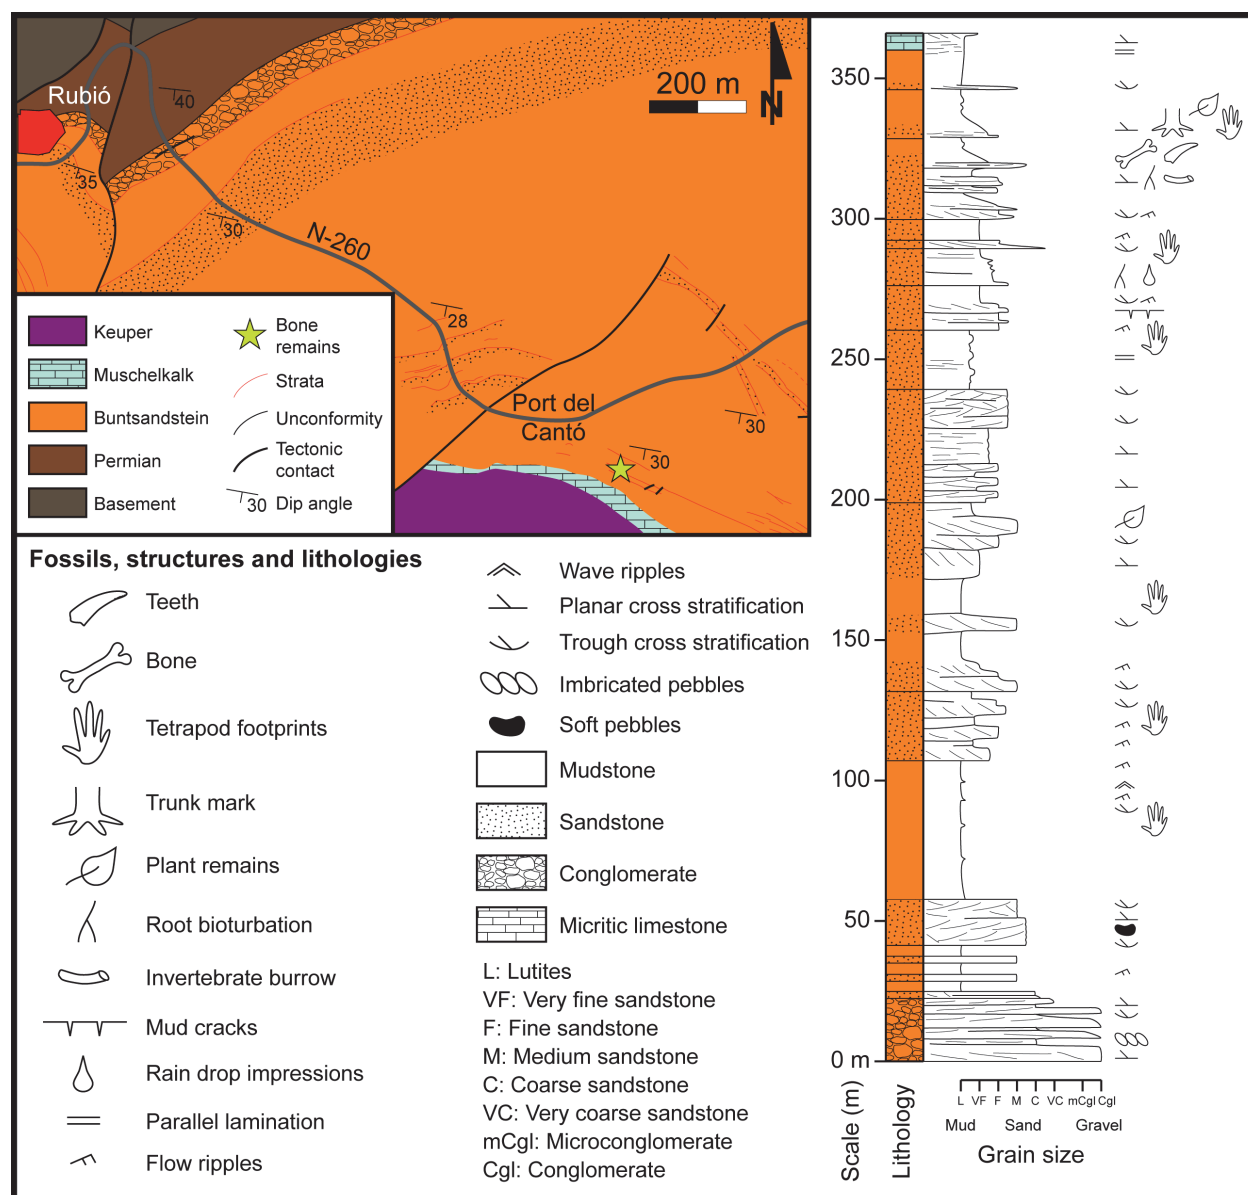 Rubió
40
35
30
N-260
28
200 m
N
Port del
Cantó
30
30
Keuper
Muschelkalk
Buntsandstein
Permian
Basement
Bone
remains
Strata
Unconformity
Tectonic
contact
30 Dip angle
Fossils, structures and lithologies
Teeth
Bone
Tetrapod footprints
Trunk mark
Plant remains
Root bioturbation
Invertebrate burrow
Mud cracks
Rain drop impressions
Parallel lamination
Flow ripples
Wave ripples
Planar cross stratification
Trough cross stratification
Imbricated pebbles
Soft pebbles
Mudstone
Sandstone
Conglomerate
Micritic limestone
L: Lutites
VF: Very fine sandstone
F: Fine sandstone
M: Medium sandstone
C: Coarse sandstone
VC: Very coarse sandstone
mCgl: Microconglomerate
Cgl: Conglomerate
350
300
250
200
150
100
50
0 m
Scale (m)
Lithology
L VF F M C VC mCgl Cgl
Mud Sand Gravel
Grain size